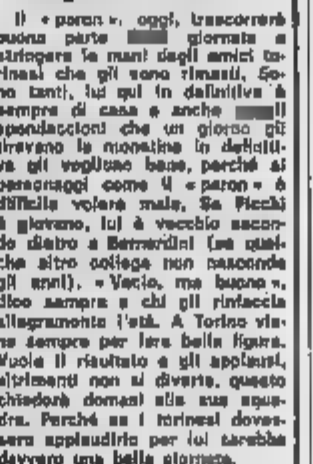 Il « paron », oggi, trascorrerà
buona parte giornata a
stringere le mani degli amici to-
rinesi che gli sono rimasti. So-
no tanti, lui qui in definitiva è
sempre di casa e anche
che un giorno gli
tiravano le monetine in definiti-
va gli vogliono bene, perché ai
personaggi come il « paron » è
difficile volere male. Se Picchi
è giovane, lui è vecchio secon-
do dietro a Bernardini (se qual-
che altro collega non nasconde
gli anni). « Vecio, ma buono »,
dice sempre a chi gli rinfaccia
allegramente l'età. A Torino vie-
ne sempre per fare bella figura.
Vuole il risultato e gli applausi,
altrimenti non si diverte, questo
chiederà domani alla sua squa-
dra. Perché se i torinesi doves-
sero applaudirlo per lui sarebbe
davvero una bella giornata.